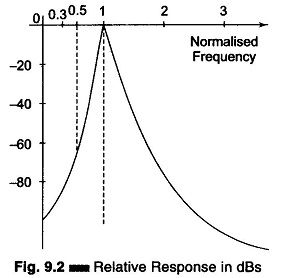 0 0.3 0.5 1 2 3
Normalised
Frequency
-20
-40
-60
-80
Fig. 9.2 Relative Response in dBs